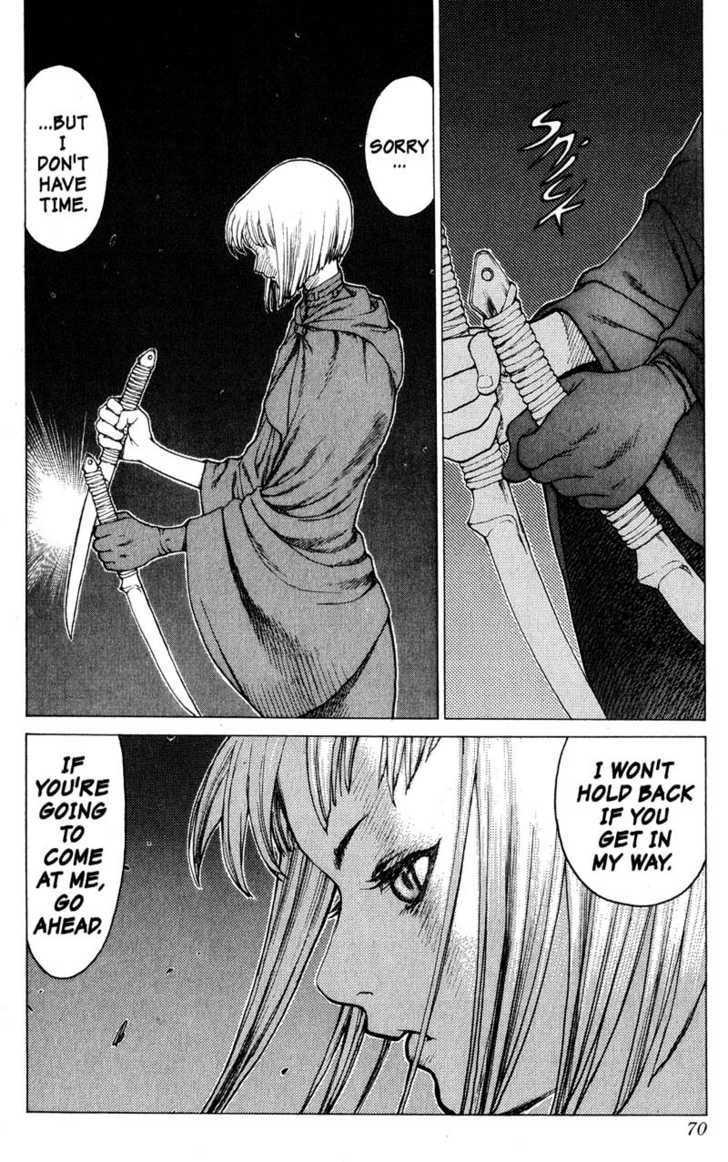 SNICK
SORRY
...
...BUT
I
DON'T
HAVE
TIME.
I WON'T
HOLD BACK
IF YOU
GET IN
MY WAY.
IF
YOU'RE
GOING
TO
COME
AT ME,
GO
AHEAD.
70